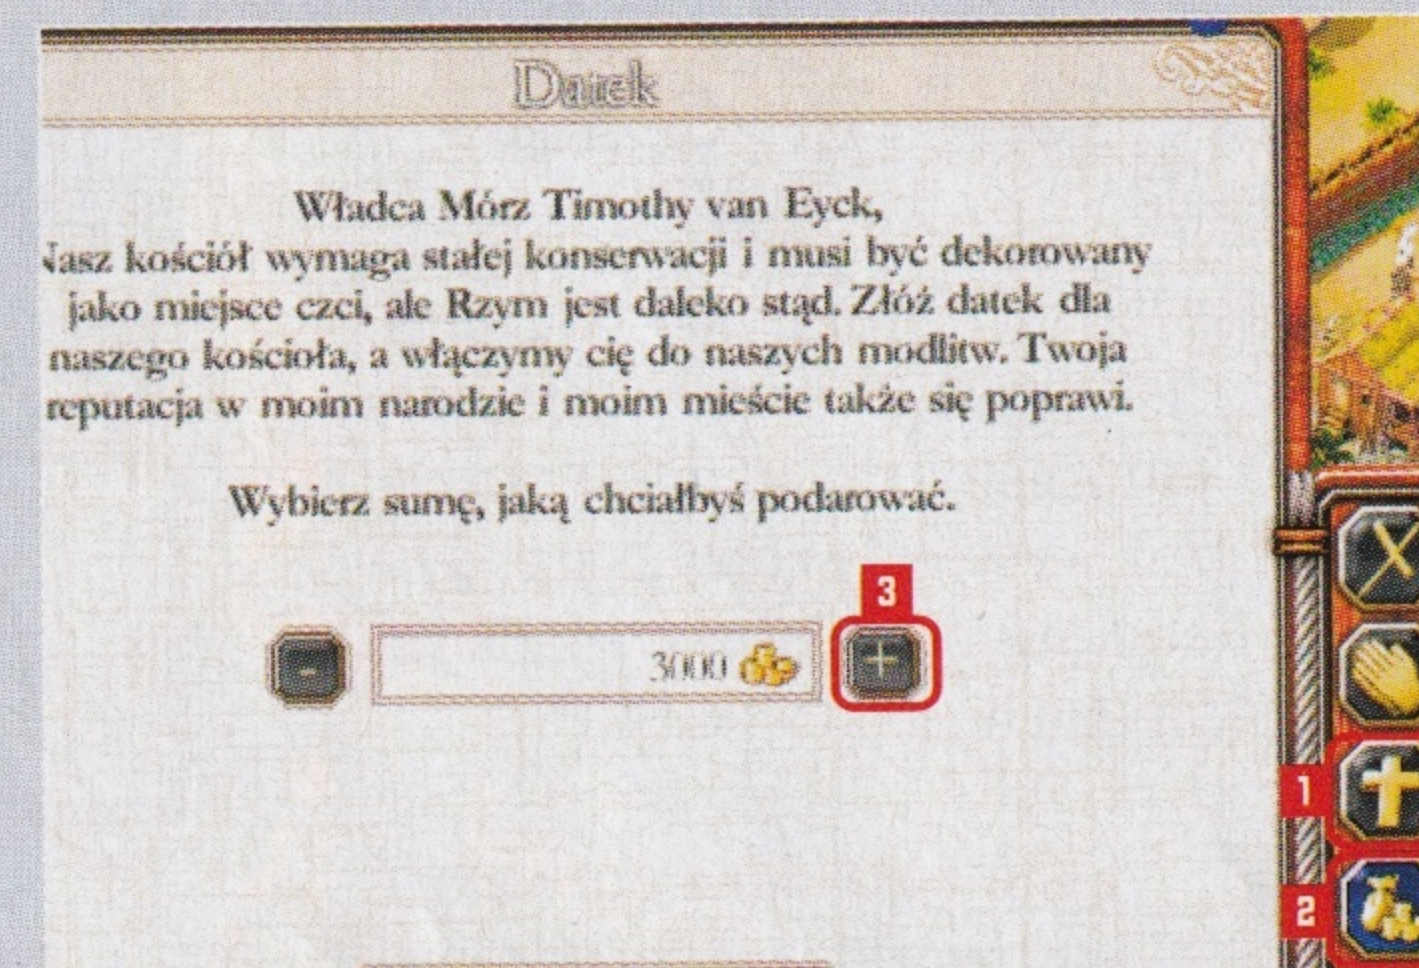 Datek
Władca Mórz Timothy van Eyck,
Nasz kościół wymaga stałej konserwacji i musi być dekorowany
jako miejsce czci, ale Rzym jest daleko stąd. Złóż datek dla
naszego kościoła, a włączymy cię do naszych modlitw. Twoja
reputacja w moim narodzie i moim mieście także się poprawi.
Wybierz sumę, jaką chciałbyś podarować.
3
- 3000 +
1
2